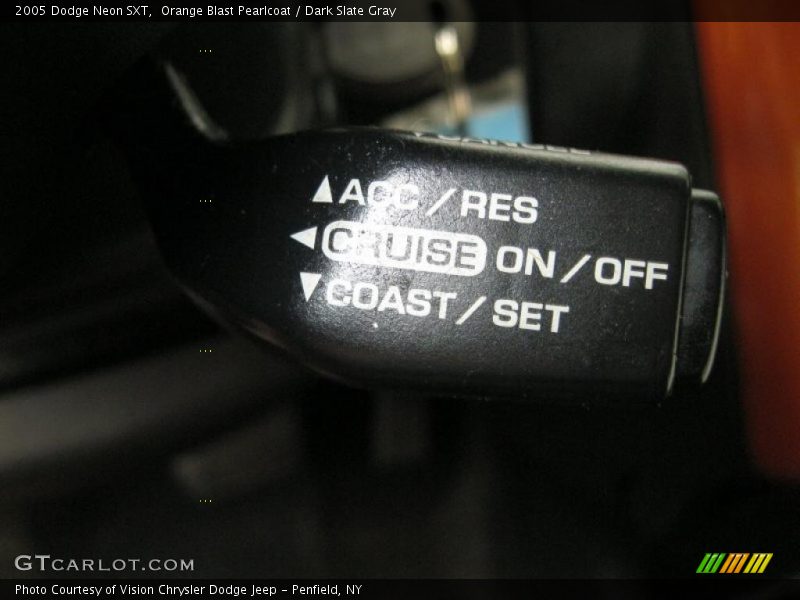 2005 Dodge Neon SXT,  Orange Blast Pearlcoat / Dark Slate Gray
CANCEL
▲ACC / RES
◄CRUISE ON / OFF
▼COAST / SET
GTCARLOT.COM
Photo Courtesy of Vision Chrysler Dodge Jeep - Penfield, NY